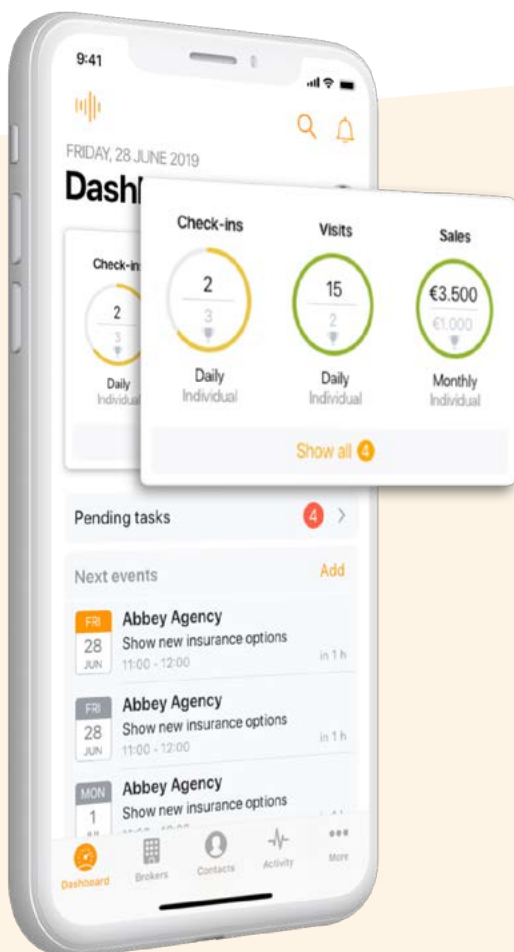 9:41
FRIDAY, 28 JUNE 2019
Dash
Check-ins
2
3
Daily
Individual
Visits
15
2
Daily
Individual
Sales
€3.500
€1.000
Monthly
Individual
Show all 4
Check-in
2
3
Daily
Individual
Pending tasks 4
Next events Add
FRI
28
JUN
Abbey Agency
Show new insurance options
11:00 - 12:00 in 1 h
FRI
28
JUN
Abbey Agency
Show new insurance options
11:00 - 12:00 in 1 h
MON
1
Abbey Agency
Show new insurance options
Dashboard Brokers Contacts Activity More